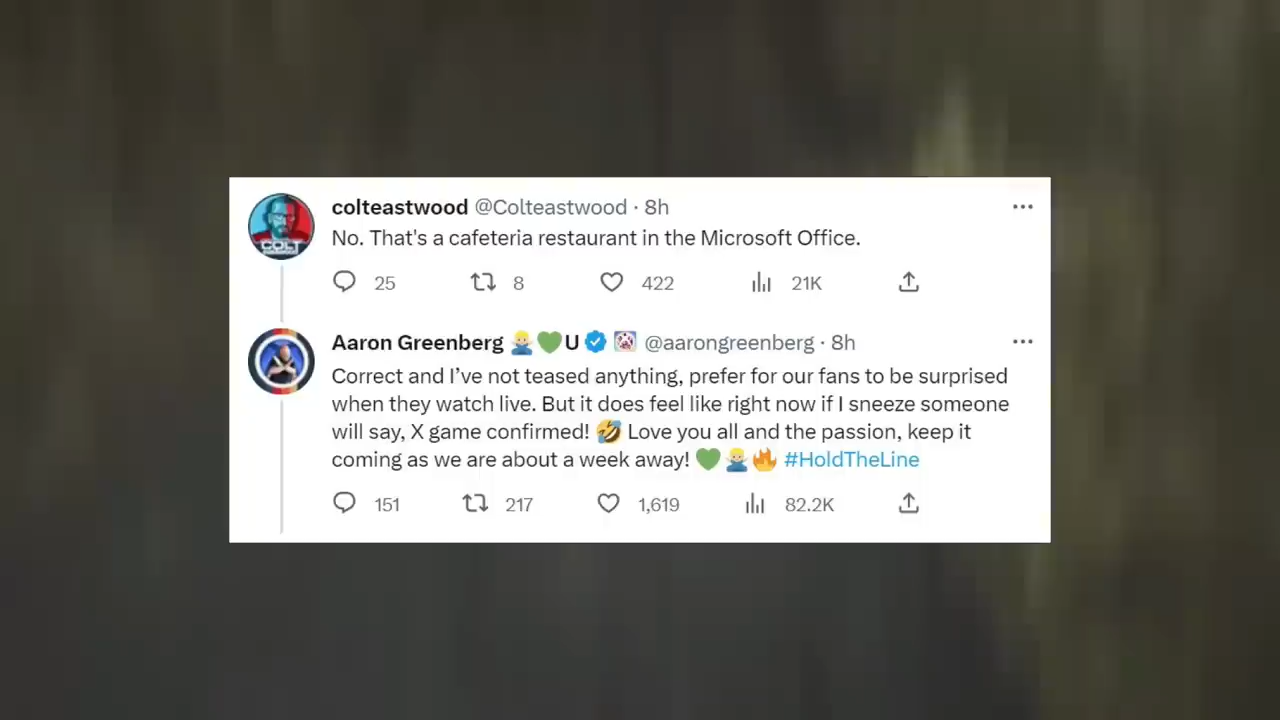 colteastwood @Colteastwood · 8h
No. That's a cafeteria restaurant in the Microsoft Office.
25 8 422 21K
Aaron Greenberg 🙅🏼‍♂️💚U @aarongreenberg · 8h
Correct and I’ve not teased anything, prefer for our fans to be surprised
when they watch live. But it does feel like right now if I sneeze someone
will say, X game confirmed! 🤣 Love you all and the passion, keep it
coming as we are about a week away! 💚🙅🏼‍♂️🔥 #HoldTheLine
151 217 1,619 82.2K
COLT